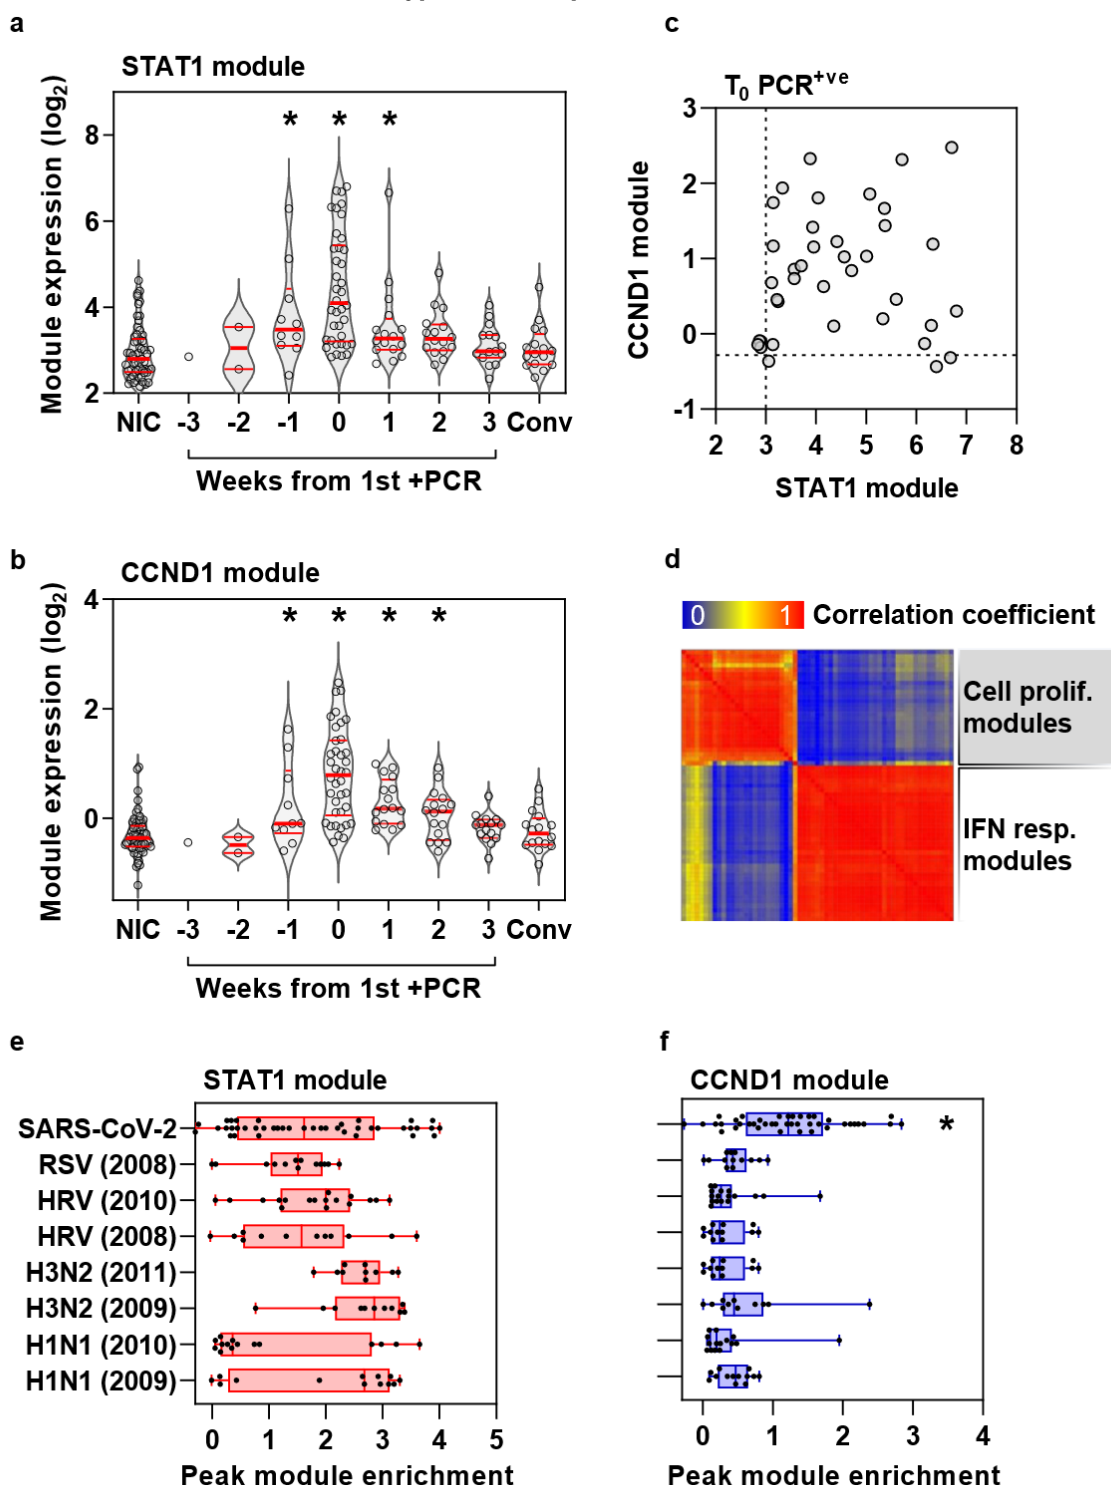 a
STAT1 module
Module expression (log2)
8
6
4
2
* * *
NIC -3 -2 -1 0 1 2 3 Conv
Weeks from 1st +PCR
c
T0 PCR+ve
CCND1 module
3
2
1
0
-1
2 3 4 5 6 7 8
STAT1 module
b
CCND1 module
Module expression (log2)
4
2
0
* * * *
NIC -3 -2 -1 0 1 2 3 Conv
Weeks from 1st +PCR
d
0 1 Correlation coefficient
Cell prolif.
modules
IFN resp.
modules
e
STAT1 module
SARS-CoV-2
RSV (2008)
HRV (2010)
HRV (2008)
H3N2 (2011)
H3N2 (2009)
H1N1 (2010)
H1N1 (2009)
0 1 2 3 4 5
Peak module enrichment
f
CCND1 module
*
0 1 2 3 4
Peak module enrichment